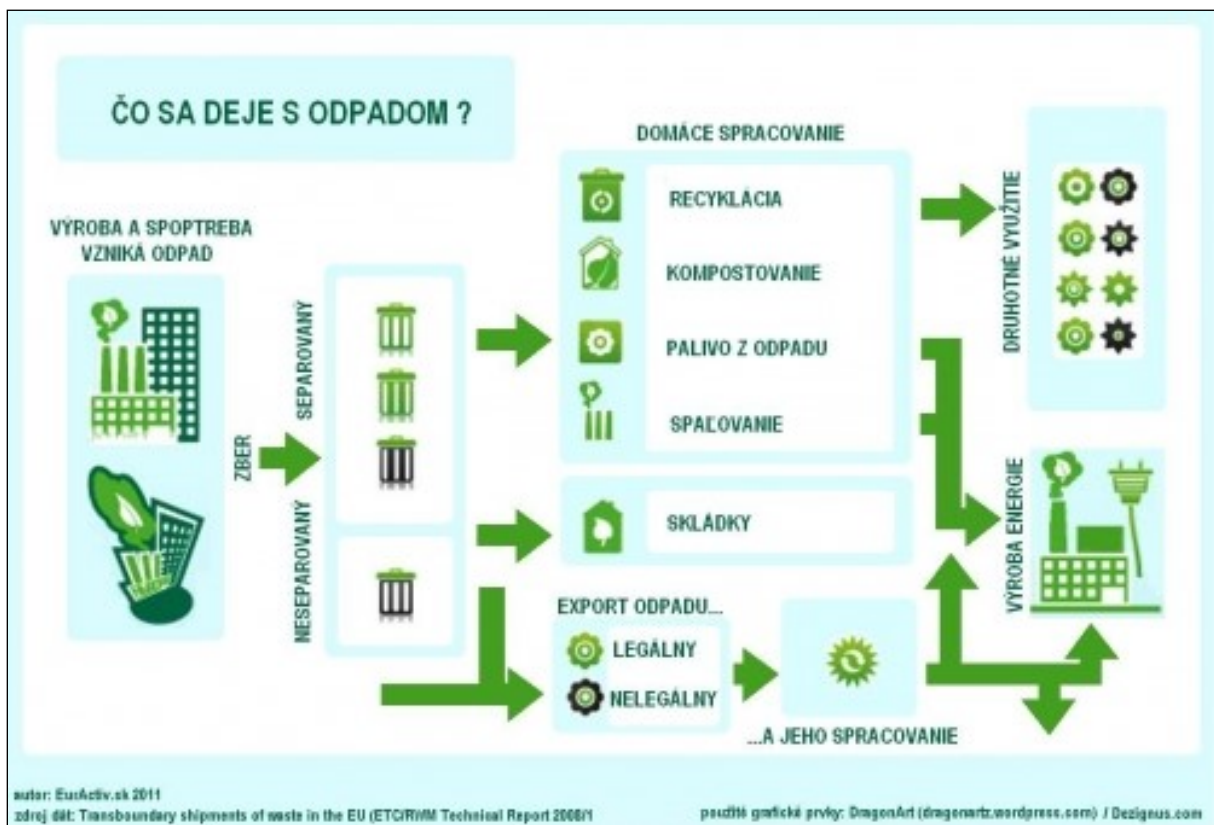 ČO SA DEJE S ODPADOM ?
VÝROBA A SPOPTREBA
VZNIKÁ ODPAD
ZBER
SEPAROVANÝ
NESEPAROVANÝ
DOMÁCE SPRACOVANIE
RECYKLÁCIA
KOMPOSTOVANIE
PALIVO Z ODPADU
SPAĽOVANIE
SKLÁDKY
EXPORT ODPADU...
LEGÁLNY
NELEGÁLNY
...A JEHO SPRACOVANIE
DRUHOTNÉ VYUŽITIE
VÝROBA ENERGIE
autor: EurActiv.sk 2011
zdroj dát: Transboundary shipments of waste in the EU (ETC/RWM Technical Report 2008/1
použité grafické prvky: DragonArt (dragonartz.wordpress.com) / Dezignus.com